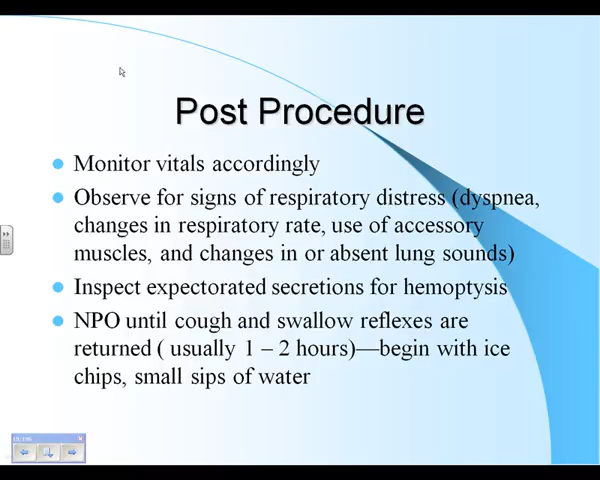 Post Procedure
Monitor vitals accordingly
Observe for signs of respiratory distress (dyspnea,
changes in respiratory rate, use of accessory
muscles, and changes in or absent lung sounds)
Inspect expectorated secretions for hemoptysis
NPO until cough and swallow reflexes are
returned ( usually 1 – 2 hours)—begin with ice
chips, small sips of water